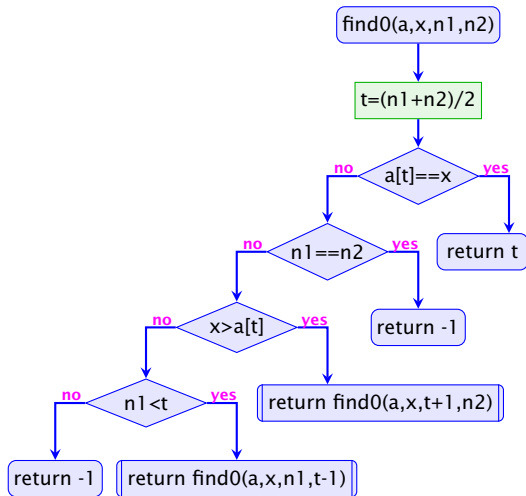 find0(a,x,n1,n2)
t=(n1+n2)/2
a[t]==x
no
yes
return t
n1==n2
no
yes
return -1
x>a[t]
no
yes
return find0(a,x,t+1,n2)
n1<t
no
yes
return -1
return find0(a,x,n1,t-1)